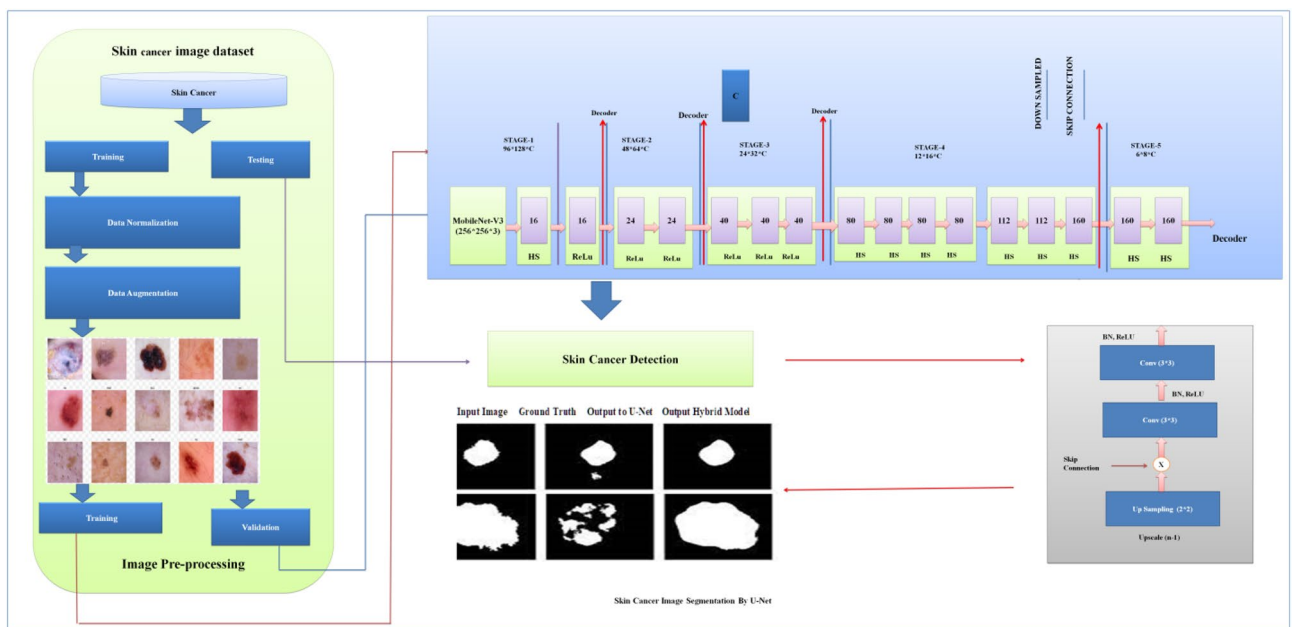 Skin cancer image dataset
Skin Cancer
Training
Testing
Data Normalization
Data Augmentation
Training
Validation
Image Pre-processing
C
DOWN SAMPLED
SKIP CONNECTION
Decoder
Decoder
Decoder
STAGE-1
96*128*C
STAGE-2
48*64*C
STAGE-3
24*32*C
STAGE-4
12*16*C
STAGE-5
6*8*C
MobileNet-V3
(256*256*3)
16
16
24
24
40
40
40
80
80
80
80
112
112
160
160
160
HS
ReLu
ReLu
ReLu
ReLu
ReLu
ReLu
HS
HS
HS
HS
HS
HS
HS
HS
HS
Decoder
Skin Cancer Detection
Input Image Ground Truth Output to U-Net Output Hybrid Model
Skin Cancer Image Segmentation By U-Net
BN, ReLU
Conv (3*3)
BN, ReLU
Conv (3*3)
Skip
Connection
X
Up Sampling (2*2)
Upscale (n-1)